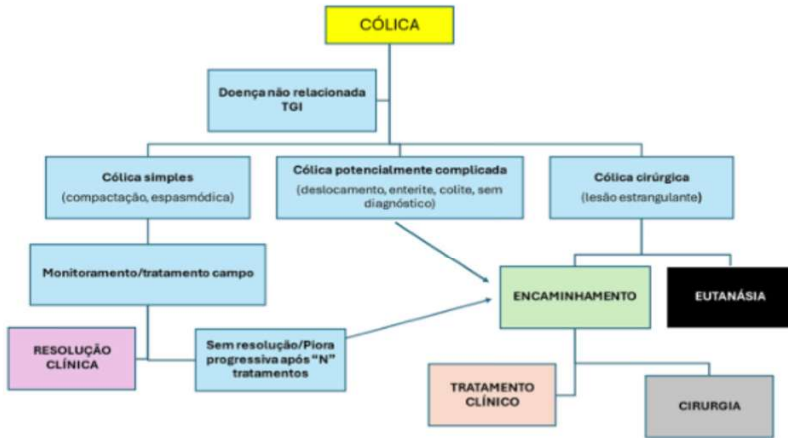 CÓLICA
Doença não relacionada
TGI
Cólica simples
(compactação, espasmódica)
Cólica potencialmente complicada
(deslocamento, enterite, colite, sem
diagnóstico)
Cólica cirúrgica
(lesão estrangulante)
Monitoramento/tratamento campo
ENCAMINHAMENTO
EUTANÁSIA
RESOLUÇÃO
CLÍNICA
Sem resolução/Piora
progressiva após “N”
tratamentos
TRATAMENTO
CLÍNICO
CIRURGIA